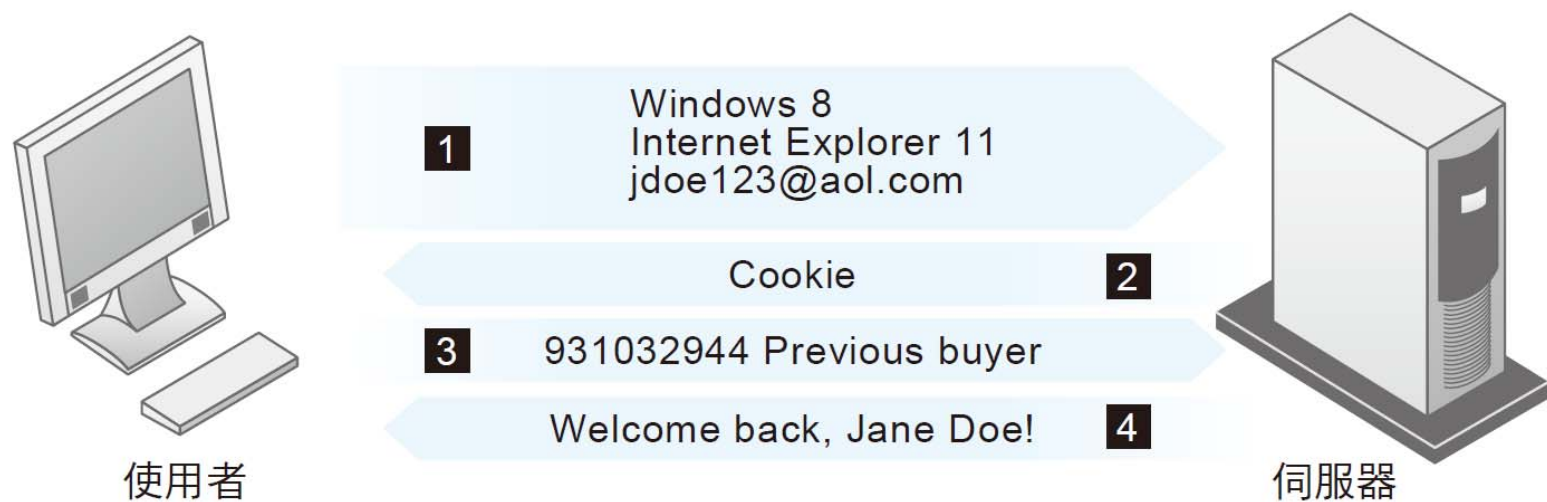 1
Windows 8
Internet Explorer 11
jdoe123@aol.com
Cookie 2
3 931032944 Previous buyer
Welcome back, Jane Doe! 4
使用者
伺服器